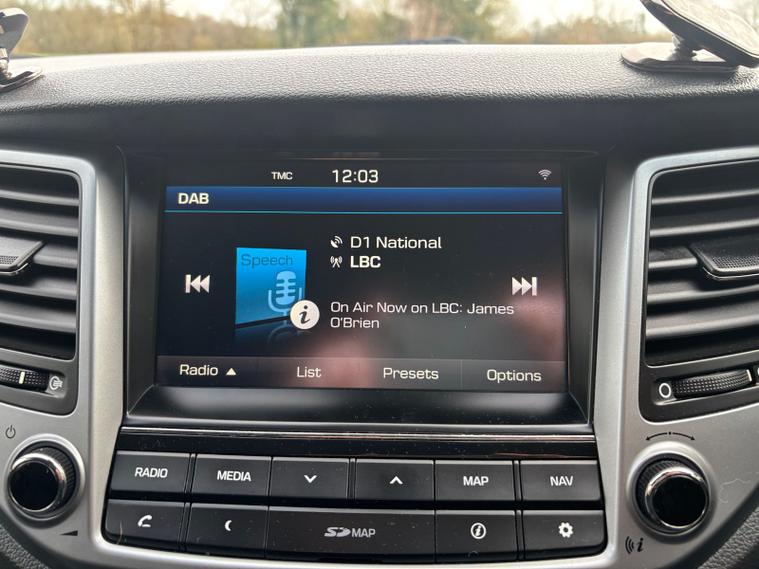 TMC 12:03
DAB
D1 National
LBC
Speech
i
On Air Now on LBC: James
O'Brien
Radio List Presets Options
RADIO MEDIA MAP NAV
SD MAP i
i